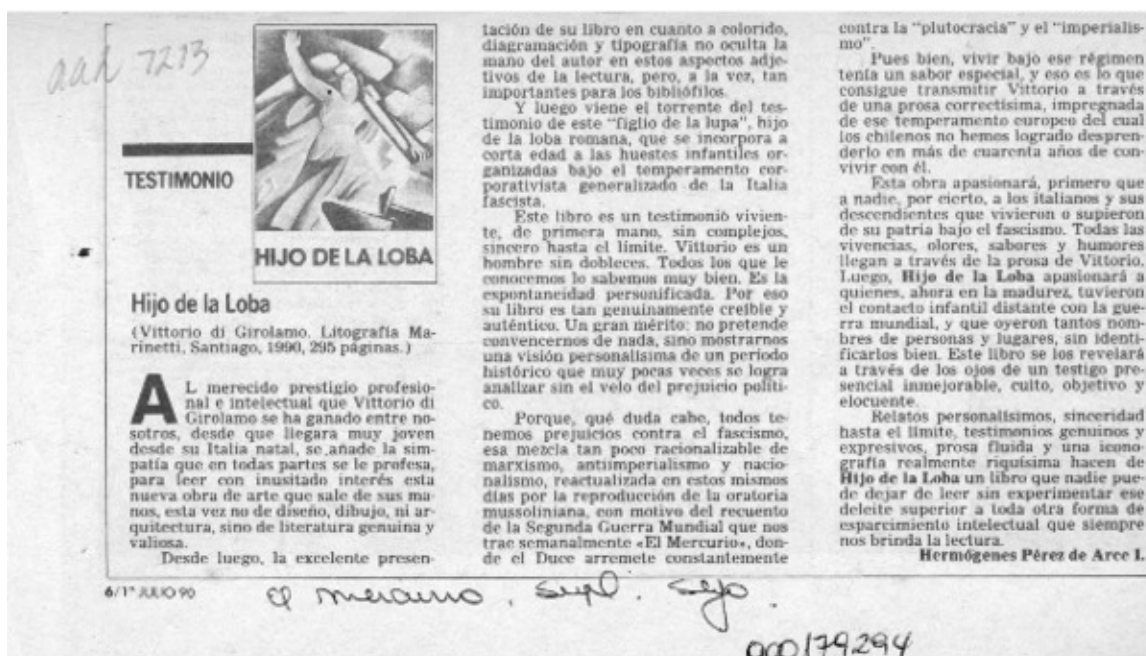 aah 7213
TESTIMONIO
HIJO DE LA LOBA
Hijo de la Loba
(Vittorio di Girolamo. Litografía Ma-
rinetti, Santiago, 1990, 295 páginas.)
AL merecido prestigio profesio-
nal e intelectual que Vittorio di
Girolamo se ha ganado entre no-
sotros, desde que llegara muy joven
desde su Italia natal, se añade la sim-
patía que en todas partes se le profesa,
para leer con inusitado interés esta
nueva obra de arte que sale de sus ma-
nos, esta vez no de diseño, dibujo, ni ar-
quitectura, sino de literatura genuina y
valiosa.
Desde luego, la excelente presen-
tación de su libro en cuanto a colorido,
diagramación y tipografía no oculta la
mano del autor en estos aspectos adje-
tivos de la lectura, pero, a la vez, tan
importantes para los bibliófilos.
Y luego viene el torrente del tes-
timonio de este "figlio de la lupa", hijo
de la loba romana, que se incorpora a
corta edad a las huestes infantiles or-
ganizadas bajo el temperamento cor-
porativista generalizado de la Italia
fascista.
Este libro es un testimonio vivien-
te, de primera mano, sin complejos,
sincero hasta el límite. Vittorio es un
hombre sin dobleces. Todos los que le
conocemos lo sabemos muy bien. Es la
espontaneidad personificada. Por eso
su libro es tan genuinamente creíble y
auténtico. Un gran mérito: no pretende
convencernos de nada, sino mostrarnos
una visión personalísima de un período
histórico que muy pocas veces se logra
analizar sin el velo del prejuicio políti-
co.
Porque, qué duda cabe, todos te-
nemos prejuicios contra el fascismo,
esa mezcla tan poco racionalizable de
marxismo, antiimperialismo y nacio-
nalismo, reactualizada en estos mismos
días por la reproducción de la oratoria
mussoliniana, con motivo del recuento
de la Segunda Guerra Mundial que nos
trae semanalmente «El Mercurio», don-
de el Duce arremete constantemente
contra la "plutocracia" y el "imperialis-
mo".
Pues bien, vivir bajo ese régimen
tenía un sabor especial, y eso es lo que
consigue transmitir Vittorio a través
de una prosa correctísima, impregnada
de ese temperamento europeo del cual
los chilenos no hemos logrado despren-
derlo en más de cuarenta años de con-
vivir con él.
Esta obra apasionará, primero que
a nadie, por cierto, a los italianos y sus
descendientes que vivieron o supieron
de su patria bajo el fascismo. Todas las
vivencias, olores, sabores y humores
llegan a través de la prosa de Vittorio.
Luego, Hijo de la Loba apasionará a
quienes, ahora en la madurez, tuvieron
el contacto infantil distante con la gue-
rra mundial, y que oyeron tantos nom-
bres de personas y lugares, sin identi-
ficarlos bien. Este libro se los revelará
a través de los ojos de un testigo pre-
sencial inmejorable, culto, objetivo y
elocuente.
Relatos personalísimos, sinceridad
hasta el límite, testimonios genuinos y
expresivos, prosa fluida y una icono-
grafía realmente riquísima hacen de
Hijo de la Loba un libro que nadie pue-
de dejar de leer sin experimentar ese
deleite superior a toda otra forma de
esparcimiento intelectual que siempre
nos brinda la lectura.
Hermógenes Pérez de Arce I.
6/1º JULIO 90
El Mercurio. Supl. Stgo.
000179294